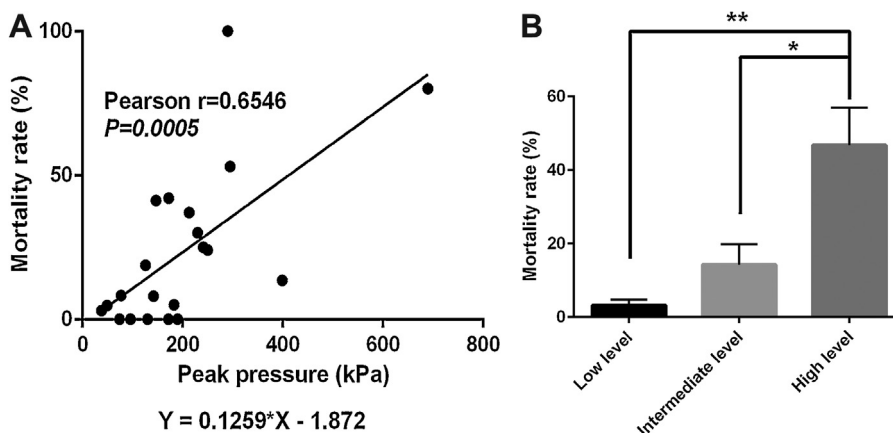 A
Mortality rate (%)
100
50
0
Pearson r=0.6546
P=0.0005
0
200
400
600
800
Peak pressure (kPa)
Y = 0.1259*X - 1.872
B
**
*
Mortality rate (%)
60
40
20
0
Low level
Intermediate level
High level